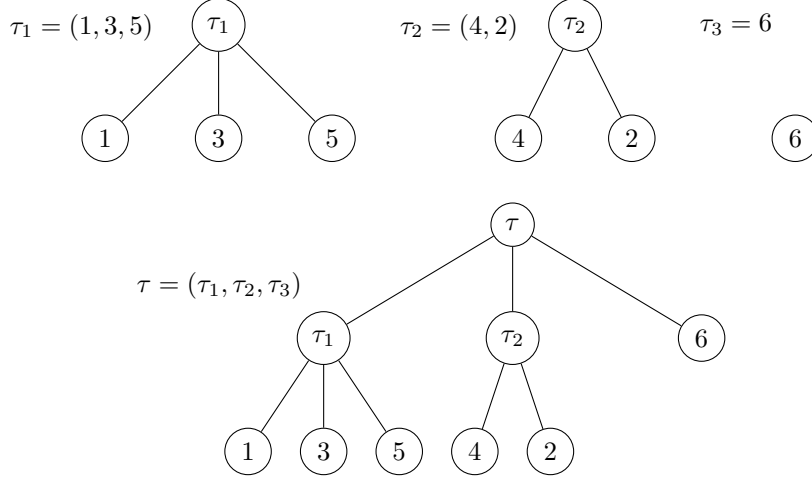 τ₁ = (1, 3, 5)
τ₁
τ₂ = (4, 2)
τ₂
τ₃ = 6
1
3
5
4
2
6
τ
τ = (τ₁, τ₂, τ₃)
τ₁
τ₂
6
1
3
5
4
2